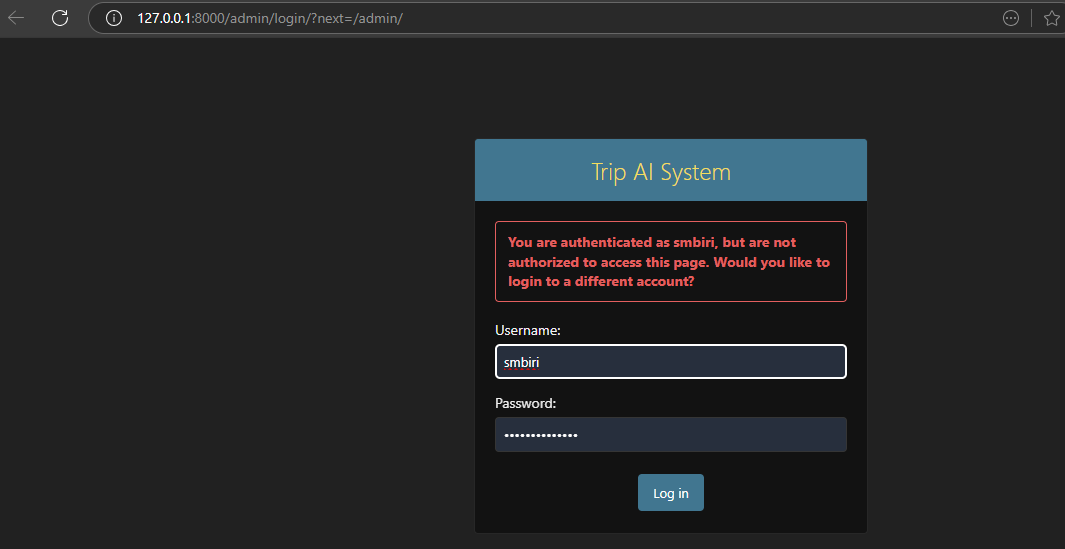 127.0.0.1:8000/admin/login/?next=/admin/
Trip AI System
You are authenticated as smbiri, but are not
authorized to access this page. Would you like to
login to a different account?
Username:
smbiri
Password:
••••••••••••••
Log in